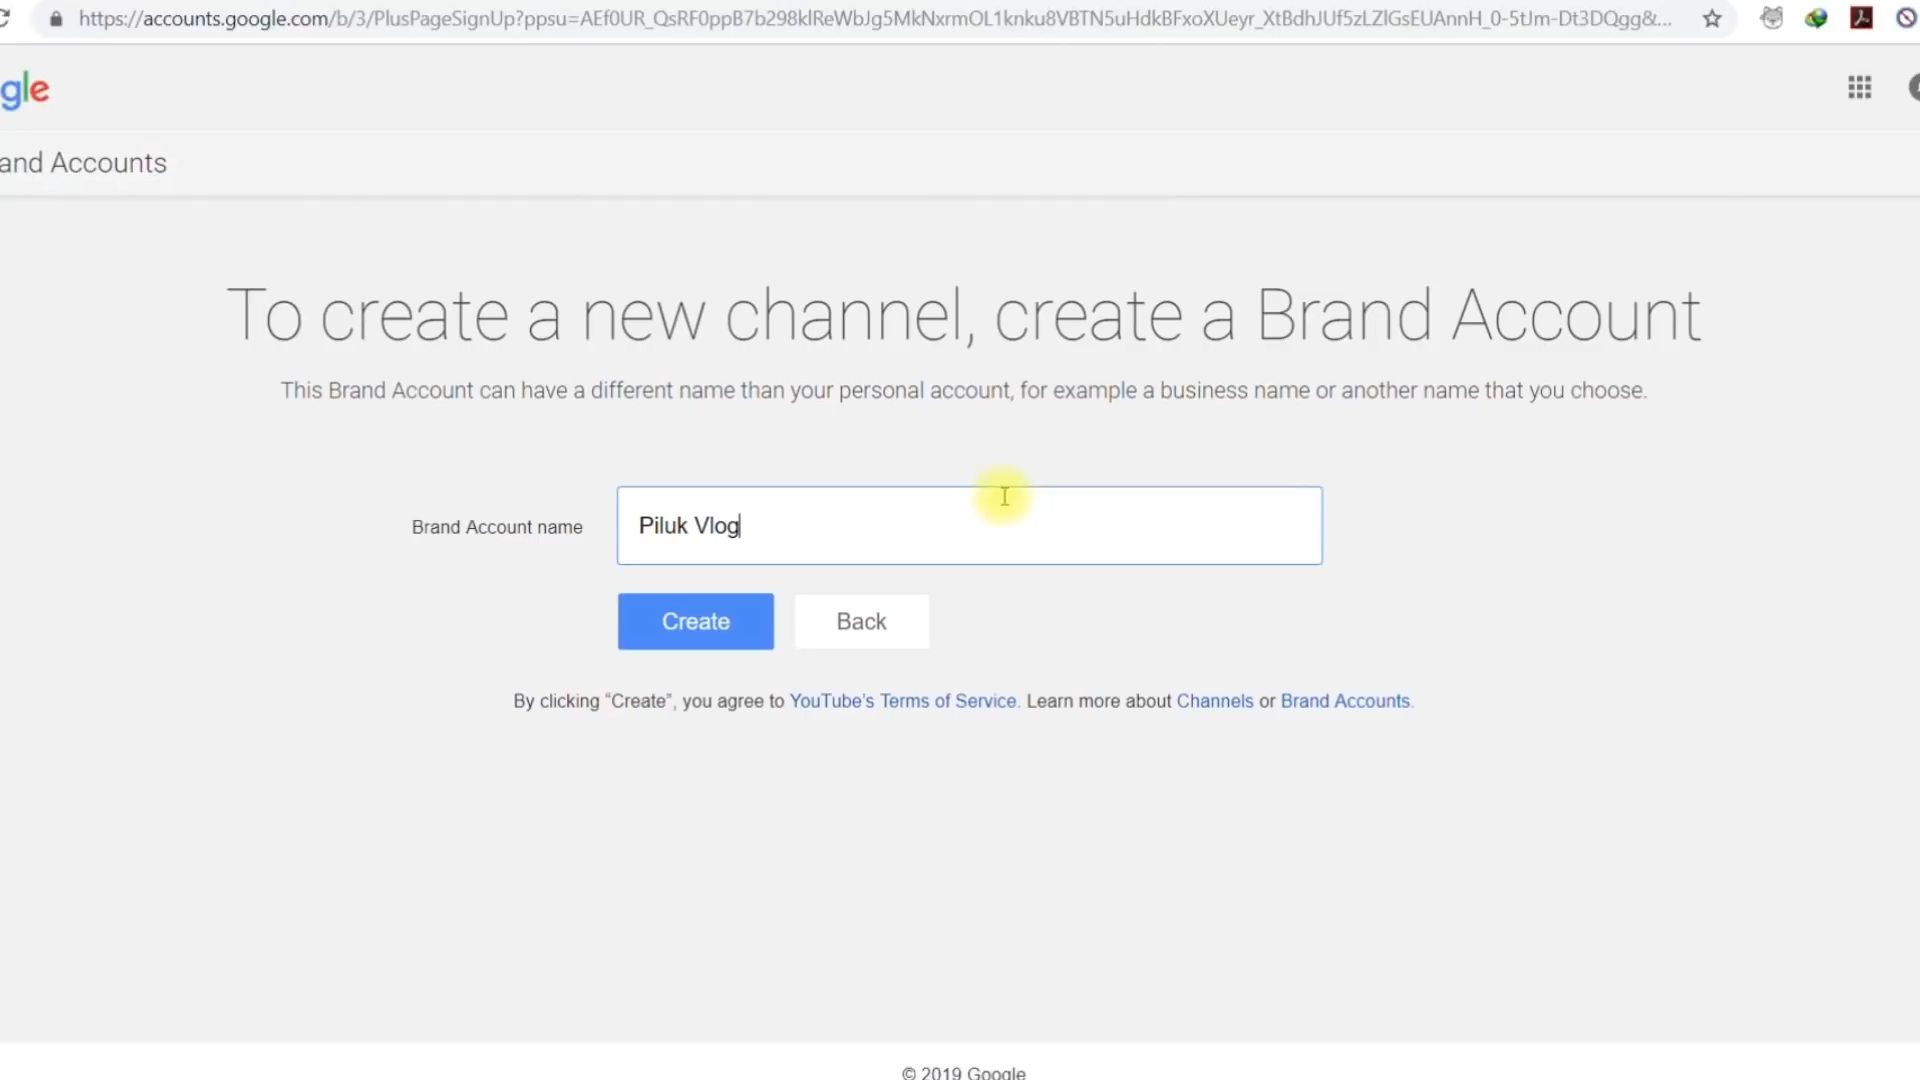 https://accounts.google.com/b/3/PlusPageSignUp?ppsu=AEf0UR_QsRF0ppB7b298klReWbJg5MkNxrmOL1knku8VBTN5uHdkBFxoXUeyr_XtBdhJUf5zLZlGsEUAnnH_0-5tJm-Dt3DQgg&...
gle
and Accounts
To create a new channel, create a Brand Account
This Brand Account can have a different name than your personal account, for example a business name or another name that you choose.
Brand Account name
Piluk Vlog
Create Back
By clicking “Create”, you agree to YouTube’s Terms of Service. Learn more about Channels or Brand Accounts.
© 2019 Google